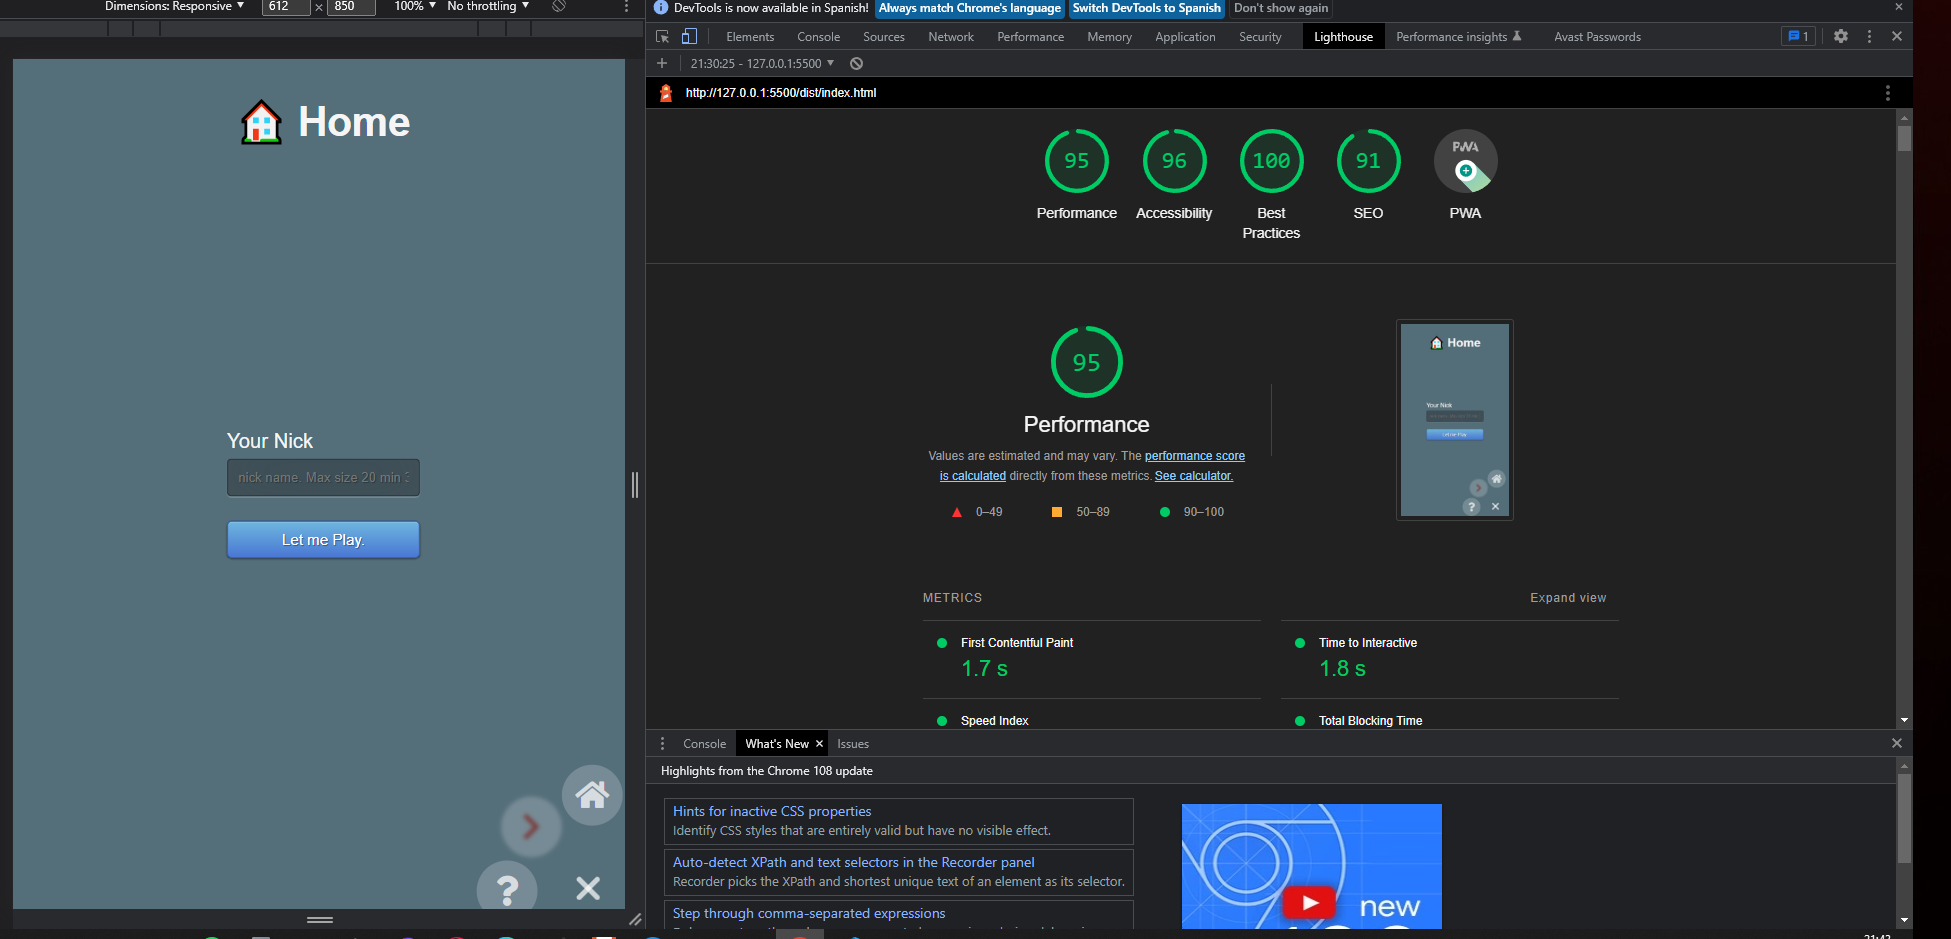 Dimensions: Responsive
612 × 850
100%
No throttling
Home
Your Nick
nick name. Max size 20 min 3
Let me Play.
?
DevTools is now available in Spanish!
Always match Chrome's language
Switch DevTools to Spanish
Don't show again
Elements
Console
Sources
Network
Performance
Memory
Application
Security
Lighthouse
Performance insights
Avast Passwords
1
21:30:25 - 127.0.0.1:5500
http://127.0.0.1:5500/dist/index.html
95
96
100
91
PWA
Performance
Accessibility
Best
Practices
SEO
PWA
95
Performance
Values are estimated and may vary. The performance score
is calculated directly from these metrics. See calculator.
0–49
50–89
90–100
Home
Your Nick
Let me Play.
?
METRICS
Expand view
First Contentful Paint
1.7 s
Time to Interactive
1.8 s
Speed Index
Total Blocking Time
Console
What's New
Issues
Highlights from the Chrome 108 update
Hints for inactive CSS properties
Identify CSS styles that are entirely valid but have no visible effect.
Auto-detect XPath and text selectors in the Recorder panel
Recorder picks the XPath and shortest unique text of an element as its selector.
Step through comma-separated expressions
new